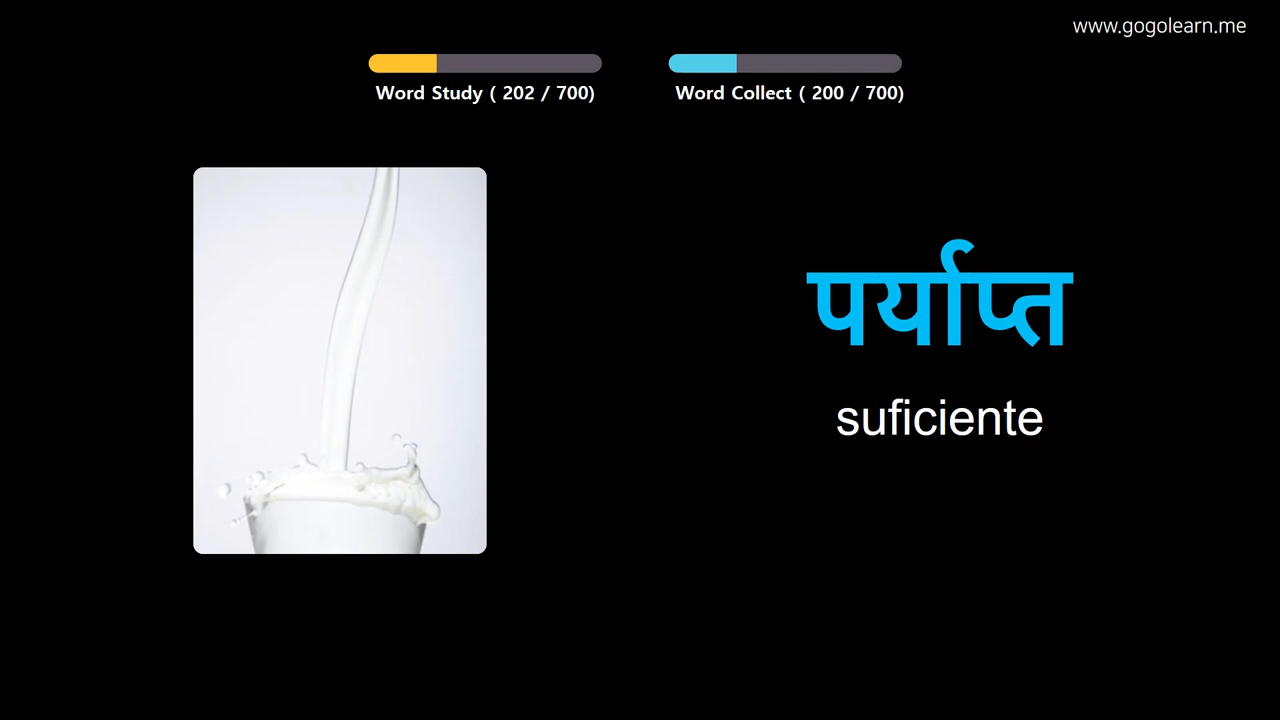 www.gogolearn.me
Word Study ( 202 / 700)
Word Collect ( 200 / 700)
पर्याप्त
suficiente